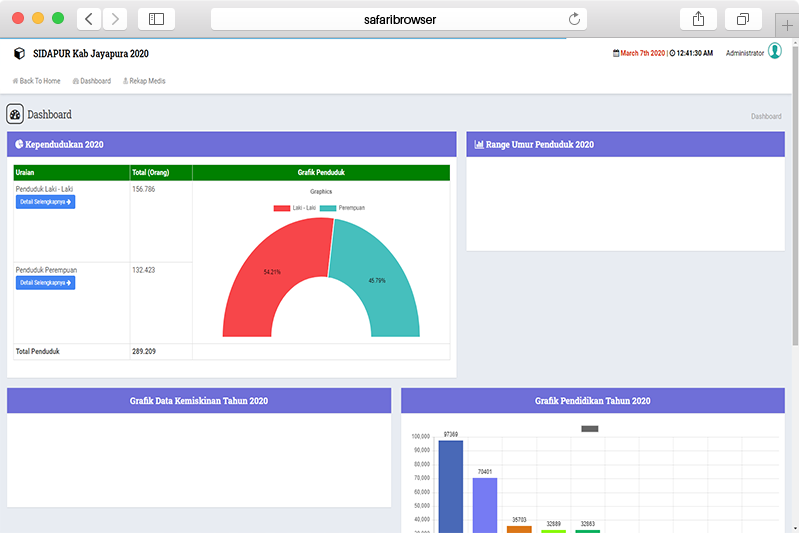 safaribrowser
SIDAPUR Kab Jayapura 2020
March 7th 2020 | 12:41:30 AM
Administrator
Back To Home
Dashboard
Rekap Medis
Dashboard
Dashboard
Kependudukan 2020
Range Umur Penduduk 2020
Uraian Total (Orang) Grafik Penduduk
Penduduk Laki - Laki 156.786
Detail Selengkapnya
Graphics
Laki - Laki Perempuan
54.21%
45.79%
Penduduk Perempuan 132.423
Detail Selengkapnya
Total Penduduk 289.209
Grafik Data Kemiskinan Tahun 2020
Grafik Pendidikan Tahun 2020
100,000
90,000
80,000
70,000
60,000
50,000
40,000
97369
70401
35703
32889
32863